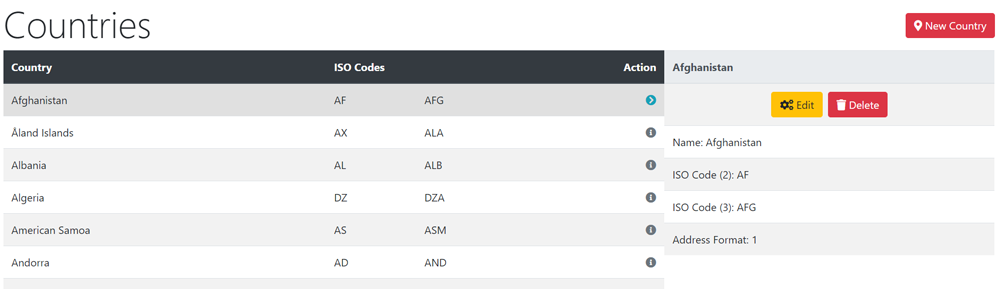 Countries
New Country
Country ISO Codes Action
Afghanistan AF AFG
Åland Islands AX ALA
Albania AL ALB
Algeria DZ DZA
American Samoa AS ASM
Andorra AD AND
Afghanistan
Edit Delete
Name: Afghanistan
ISO Code (2): AF
ISO Code (3): AFG
Address Format: 1